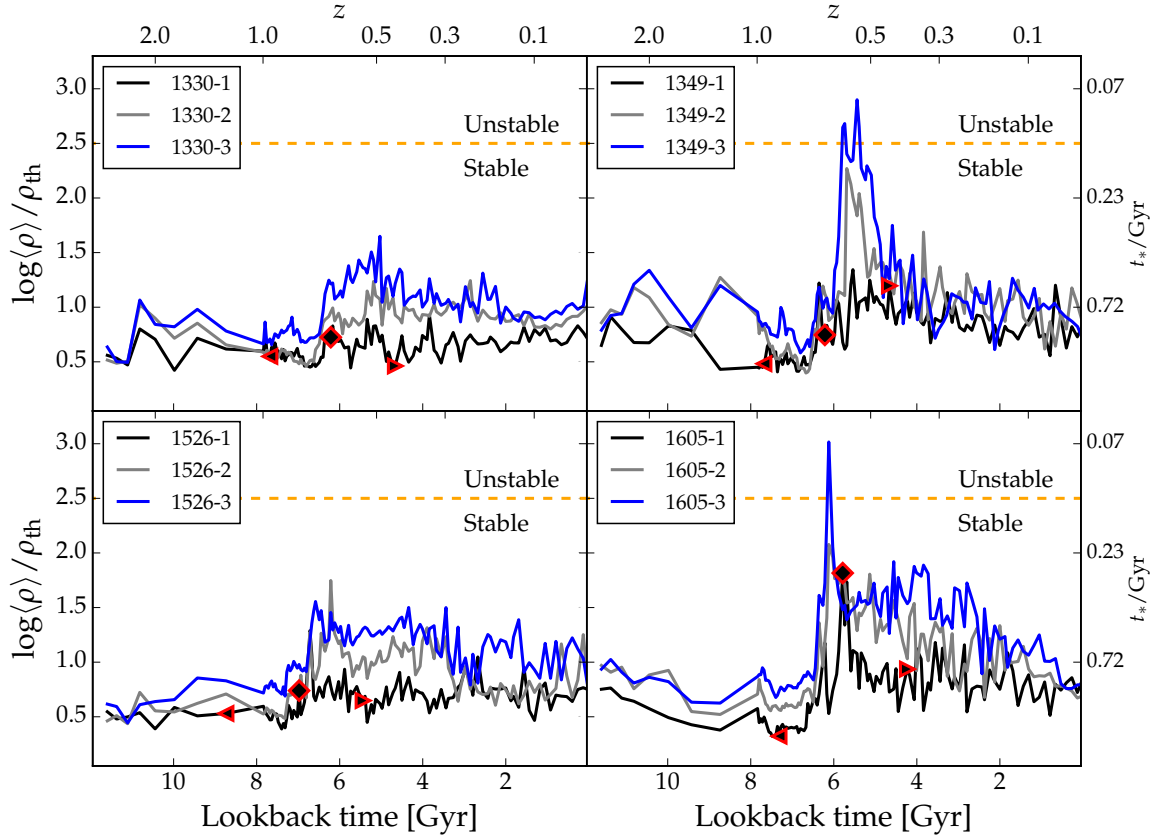 z z
2.0 1.0 0.5 0.3 0.1 2.0 1.0 0.5 0.3 0.1
3.0 1330-1 1349-1 0.07
1330-2 1349-2
1330-3 Unstable 1349-3 Unstable
2.5 Stable Stable
2.0 0.23
log⟨ρ⟩/ρth t*/Gyr
1.5
1.0 0.72
0.5
3.0 1526-1 1605-1 0.07
1526-2 1605-2
1526-3 Unstable 1605-3 Unstable
2.5 Stable Stable
2.0 0.23
log⟨ρ⟩/ρth t*/Gyr
1.5
1.0 0.72
0.5
10 8 6 4 2 10 8 6 4 2
Lookback time [Gyr] Lookback time [Gyr]